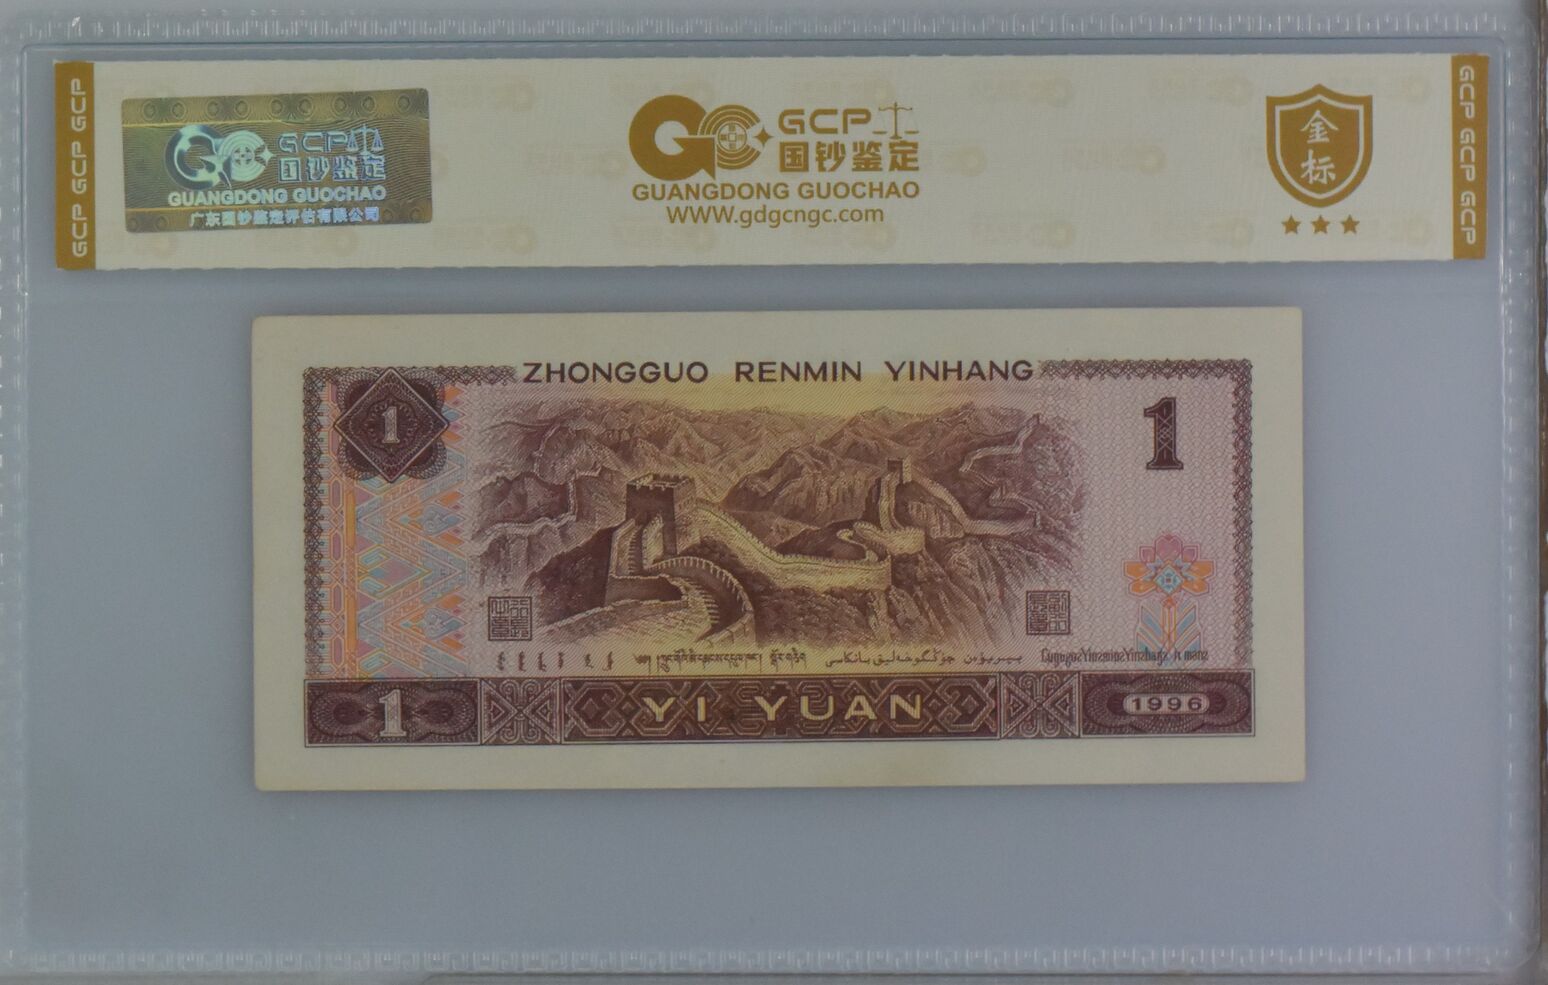 GCP GCP GCP
GCP
国钞鉴定
GUANGDONG GUOCHAO
广东国钞鉴定评估有限公司
GCP
国钞鉴定
GUANGDONG GUOCHAO
WWW.gdgcngc.com
金
标
GCP GCP GCP GCP
ZHONGGUO RENMIN YINHANG
1
1
1
YI YUAN
1996